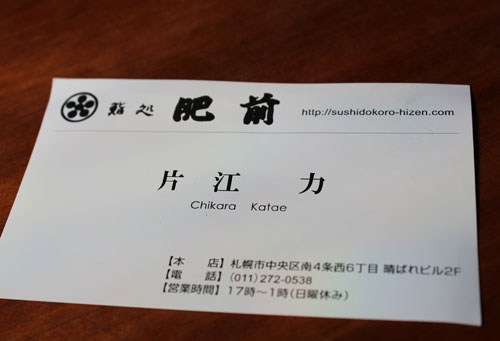 鮨処 肥前 http://sushidokoro-hizen.com
片江 力
Chikara Katae
【本　店】札幌市中央区南4条西6丁目 晴ばれビル2F
【電　話】(011)272-0538
【営業時間】17時〜1時(日曜休み)